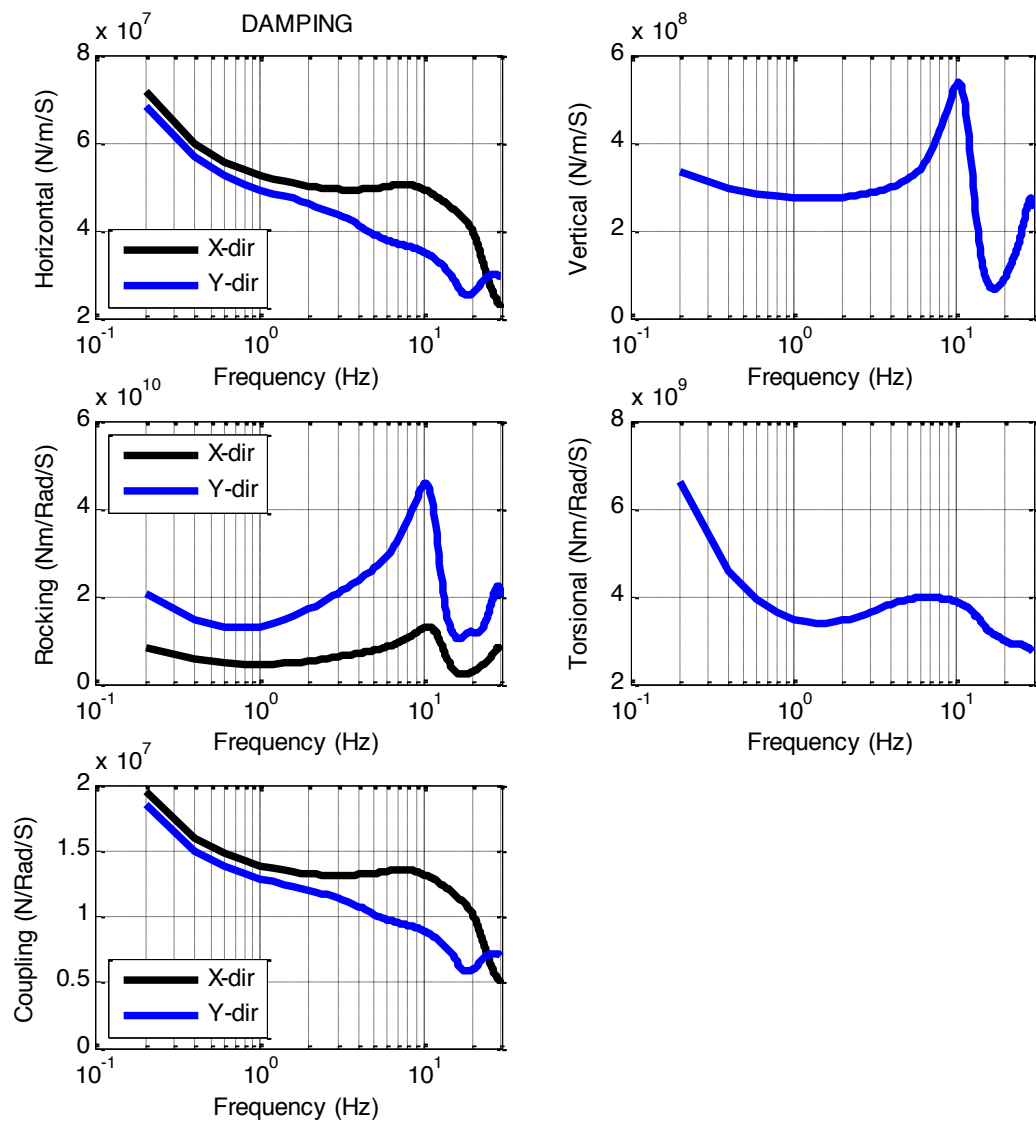 DAMPING
x 10^7
8
6
4
2
Horizontal (N/m/S)
X-dir
Y-dir
10^-1
10^0
10^1
Frequency (Hz)
x 10^8
6
4
2
0
Vertical (N/m/S)
10^-1
10^0
10^1
Frequency (Hz)
x 10^10
6
4
2
0
Rocking (Nm/Rad/S)
X-dir
Y-dir
10^-1
10^0
10^1
Frequency (Hz)
x 10^9
8
6
4
2
Torsional (Nm/Rad/S)
10^-1
10^0
10^1
Frequency (Hz)
x 10^7
2
1.5
1
0.5
0
Coupling (N/Rad/S)
X-dir
Y-dir
10^-1
10^0
10^1
Frequency (Hz)